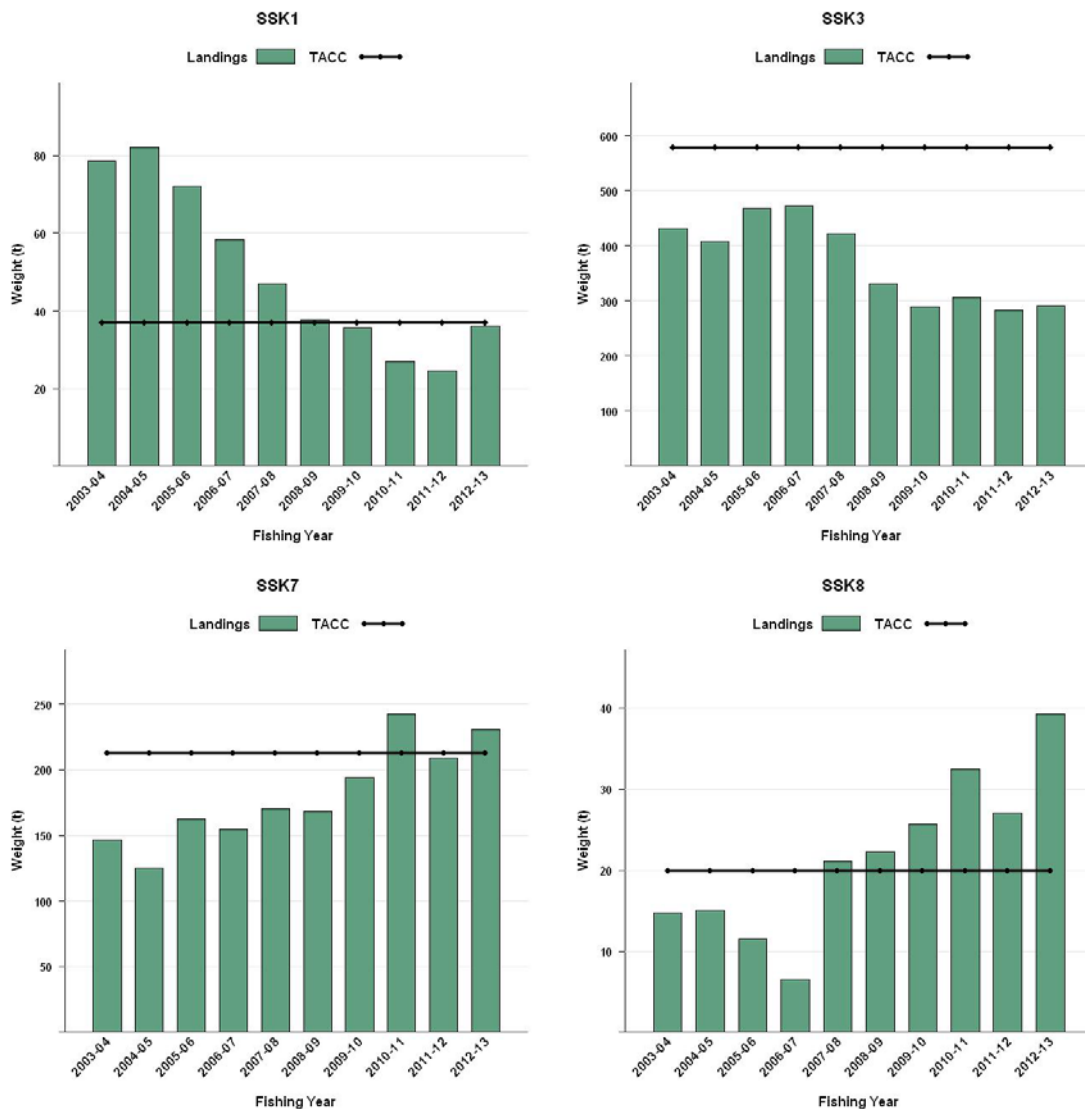 SSK1
Landings TACC
Weight (t)
80
60
40
20
2003-04 2004-05 2005-06 2006-07 2007-08 2008-09 2009-10 2010-11 2011-12 2012-13
Fishing Year
SSK3
Landings TACC
Weight (t)
600
500
400
300
200
100
2003-04 2004-05 2005-06 2006-07 2007-08 2008-09 2009-10 2010-11 2011-12 2012-13
Fishing Year
SSK7
Landings TACC
Weight (t)
250
200
150
100
50
2003-04 2004-05 2005-06 2006-07 2007-08 2008-09 2009-10 2010-11 2011-12 2012-13
Fishing Year
SSK8
Landings TACC
Weight (t)
40
30
20
10
2003-04 2004-05 2005-06 2006-07 2007-08 2008-09 2009-10 2010-11 2011-12 2012-13
Fishing Year